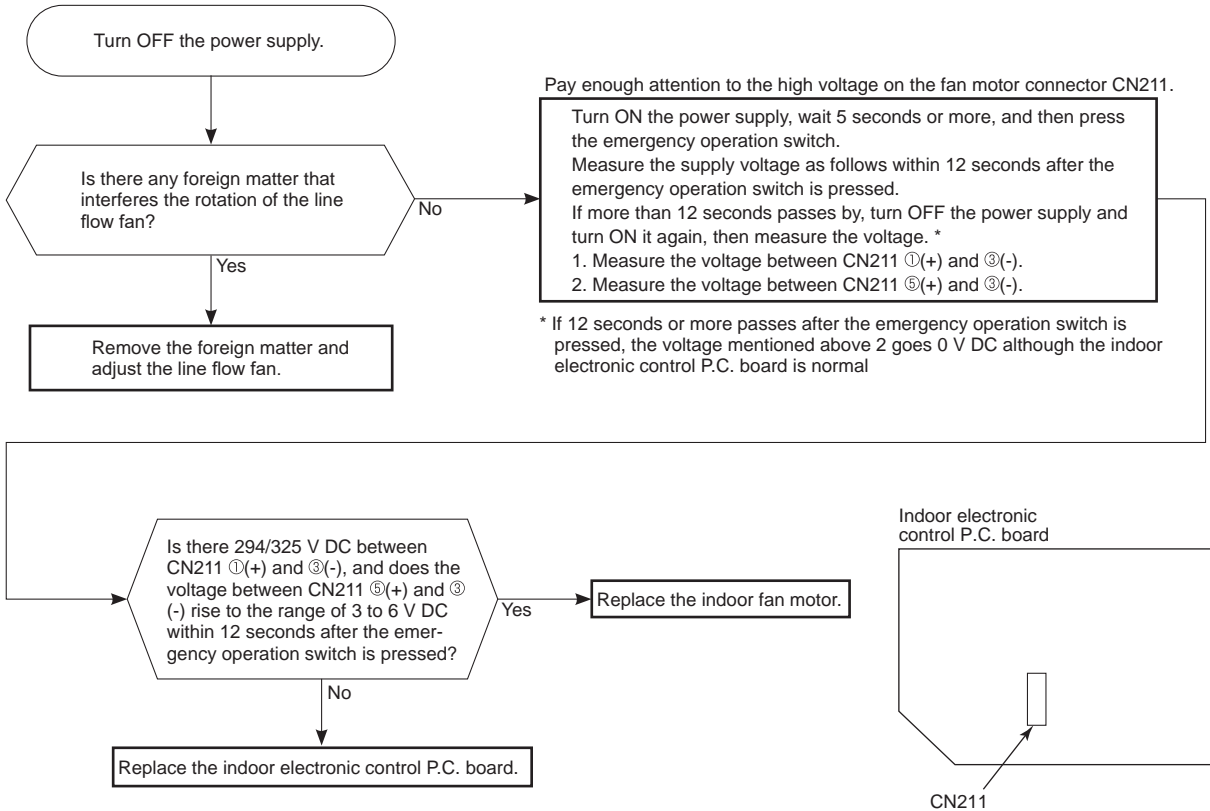 Turn OFF the power supply.
Is there any foreign matter that
interferes the rotation of the line
flow fan?
No
Yes
Remove the foreign matter and
adjust the line flow fan.
Pay enough attention to the high voltage on the fan motor connector CN211.
Turn ON the power supply, wait 5 seconds or more, and then press
the emergency operation switch.
Measure the supply voltage as follows within 12 seconds after the
emergency operation switch is pressed.
If more than 12 seconds passes by, turn OFF the power supply and
turn ON it again, then measure the voltage. *
1. Measure the voltage between CN211 ①(+) and ③(-).
2. Measure the voltage between CN211 ⑤(+) and ③(-).
* If 12 seconds or more passes after the emergency operation switch is
pressed, the voltage mentioned above 2 goes 0 V DC although the indoor
electronic control P.C. board is normal
Is there 294/325 V DC between
CN211 ①(+) and ③(-), and does the
voltage between CN211 ⑤(+) and ③
(-) rise to the range of 3 to 6 V DC
within 12 seconds after the emer-
gency operation switch is pressed?
Yes
Replace the indoor fan motor.
No
Replace the indoor electronic control P.C. board.
Indoor electronic
control P.C. board
CN211